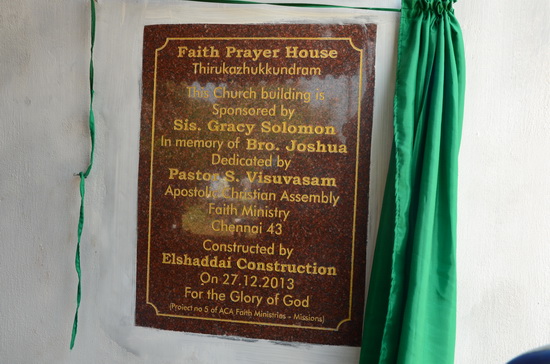 Faith Prayer House
Thirukazhukkundram
This Church building is
Sponsored by
Sis. Gracy Solomon
In memory of Bro. Joshua
Dedicated by
Pastor S. Visuvasam
Apostolic Christian Assembly
Faith Ministry
Chennai 43
Constructed by
Elshaddai Construction
On 27.12.2013
For the Glory of God
(Project no 5 of ACA Faith Ministries - Missions)